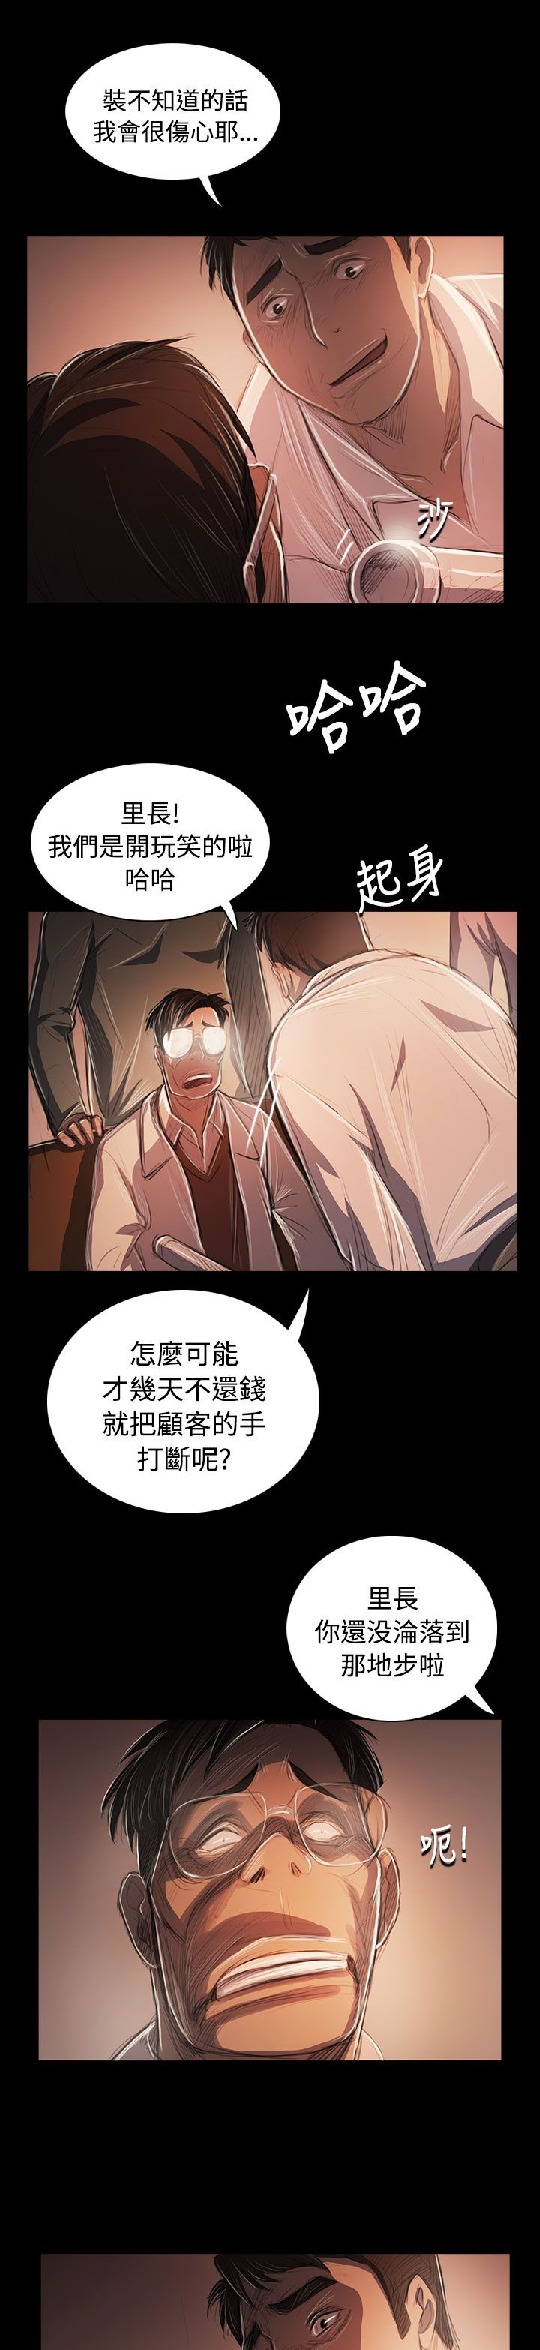 裝不知道的話
我會很傷心耶…
沙
哈哈
里長!
我們是開玩笑的啦
哈哈
起身
怎麼可能
才幾天不還錢
就把顧客的手
打斷呢?
里長
你還没淪落到
那地步啦
呃!